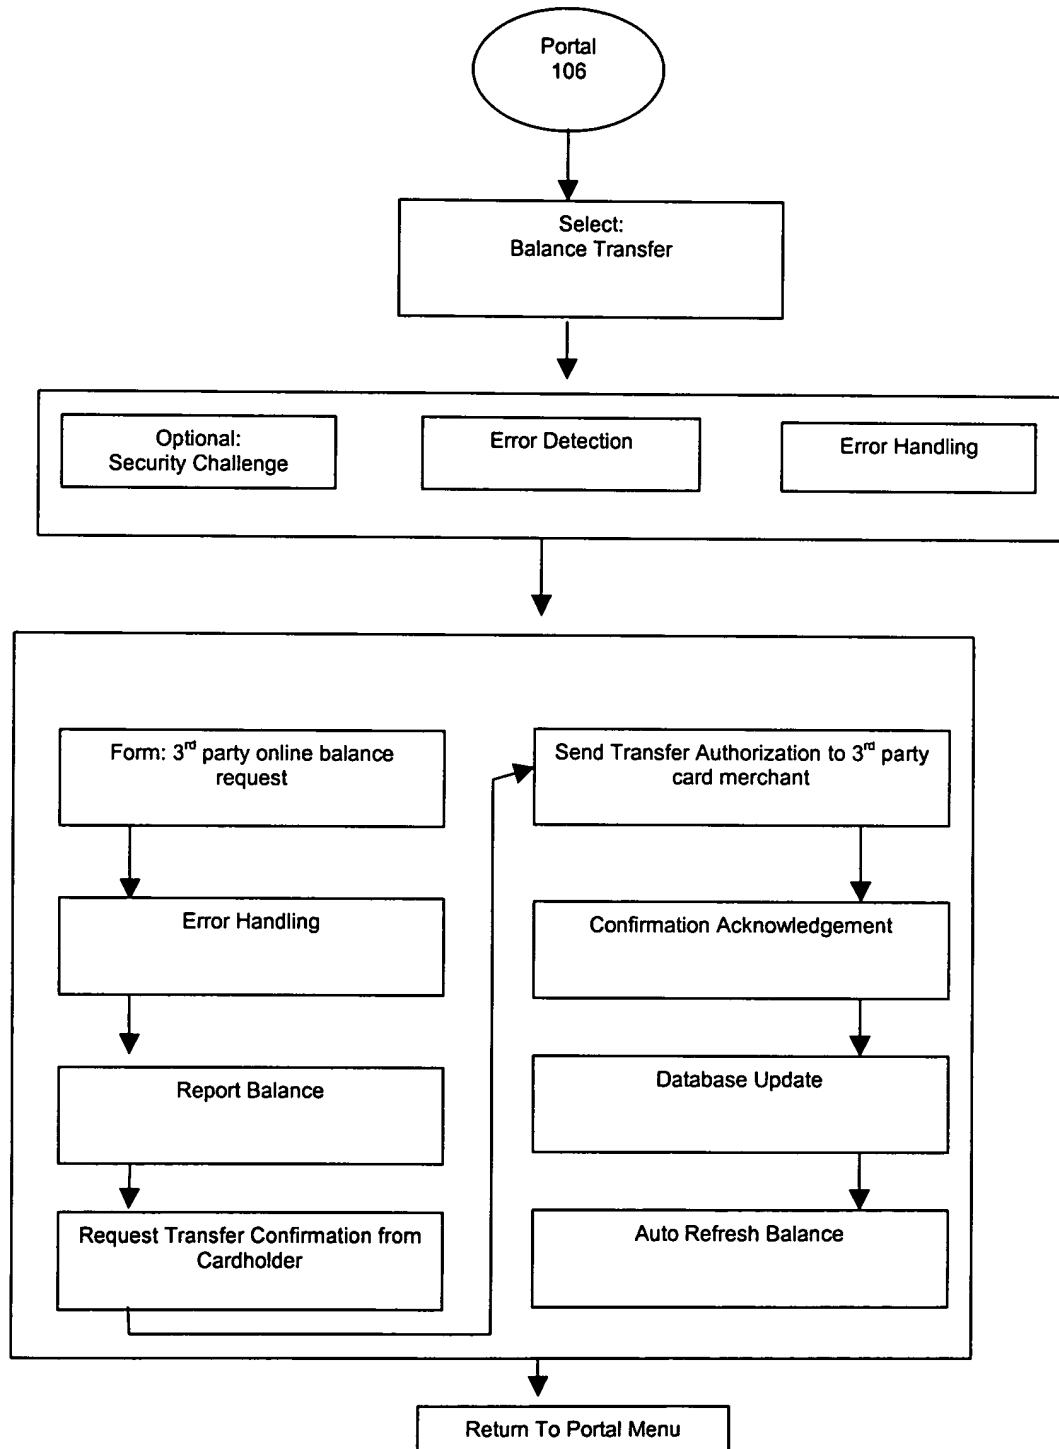 Portal
106
Select:
Balance Transfer
Optional:
Security Challenge
Error Detection
Error Handling
Form: 3rd party online balance
request
Error Handling
Report Balance
Request Transfer Confirmation from
Cardholder
Send Transfer Authorization to 3rd party
card merchant
Confirmation Acknowledgement
Database Update
Auto Refresh Balance
Return To Portal Menu